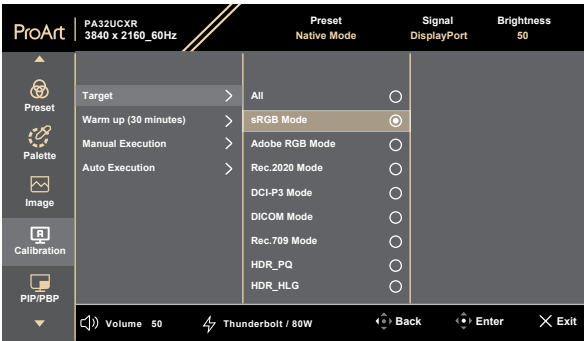 ProArt
PA32UCXR
3840 x 2160_60Hz
Preset
Native Mode
Signal
DisplayPort
Brightness
50
Preset
Palette
Image
Calibration
PIP/PBP
Target
Warm up (30 minutes)
Manual Execution
Auto Execution
All
sRGB Mode
Adobe RGB Mode
Rec.2020 Mode
DCI-P3 Mode
DICOM Mode
Rec.709 Mode
HDR_PQ
HDR_HLG
Volume 50
Thunderbolt / 80W
Back
Enter
Exit